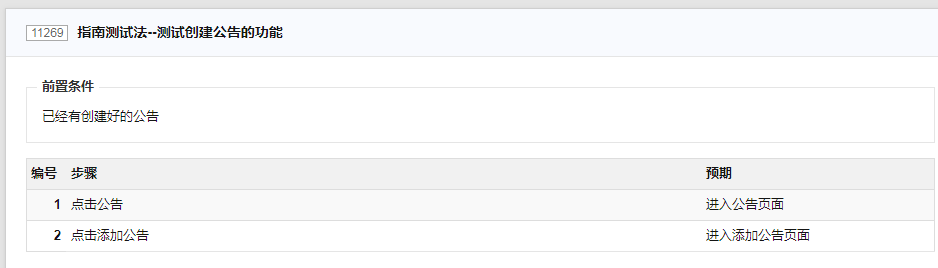 11269 指南测试法--测试创建公告的功能
前置条件
已经有创建好的公告
编号 步骤 预期
1 点击公告 进入公告页面
2 点击添加公告 进入添加公告页面